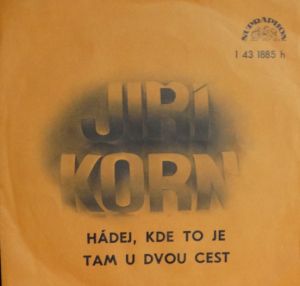 SUPRAPHON
1 43 1885 h
JIŘÍ
KORN
HÁDEJ, KDE TO JE
TAM U DVOU CEST